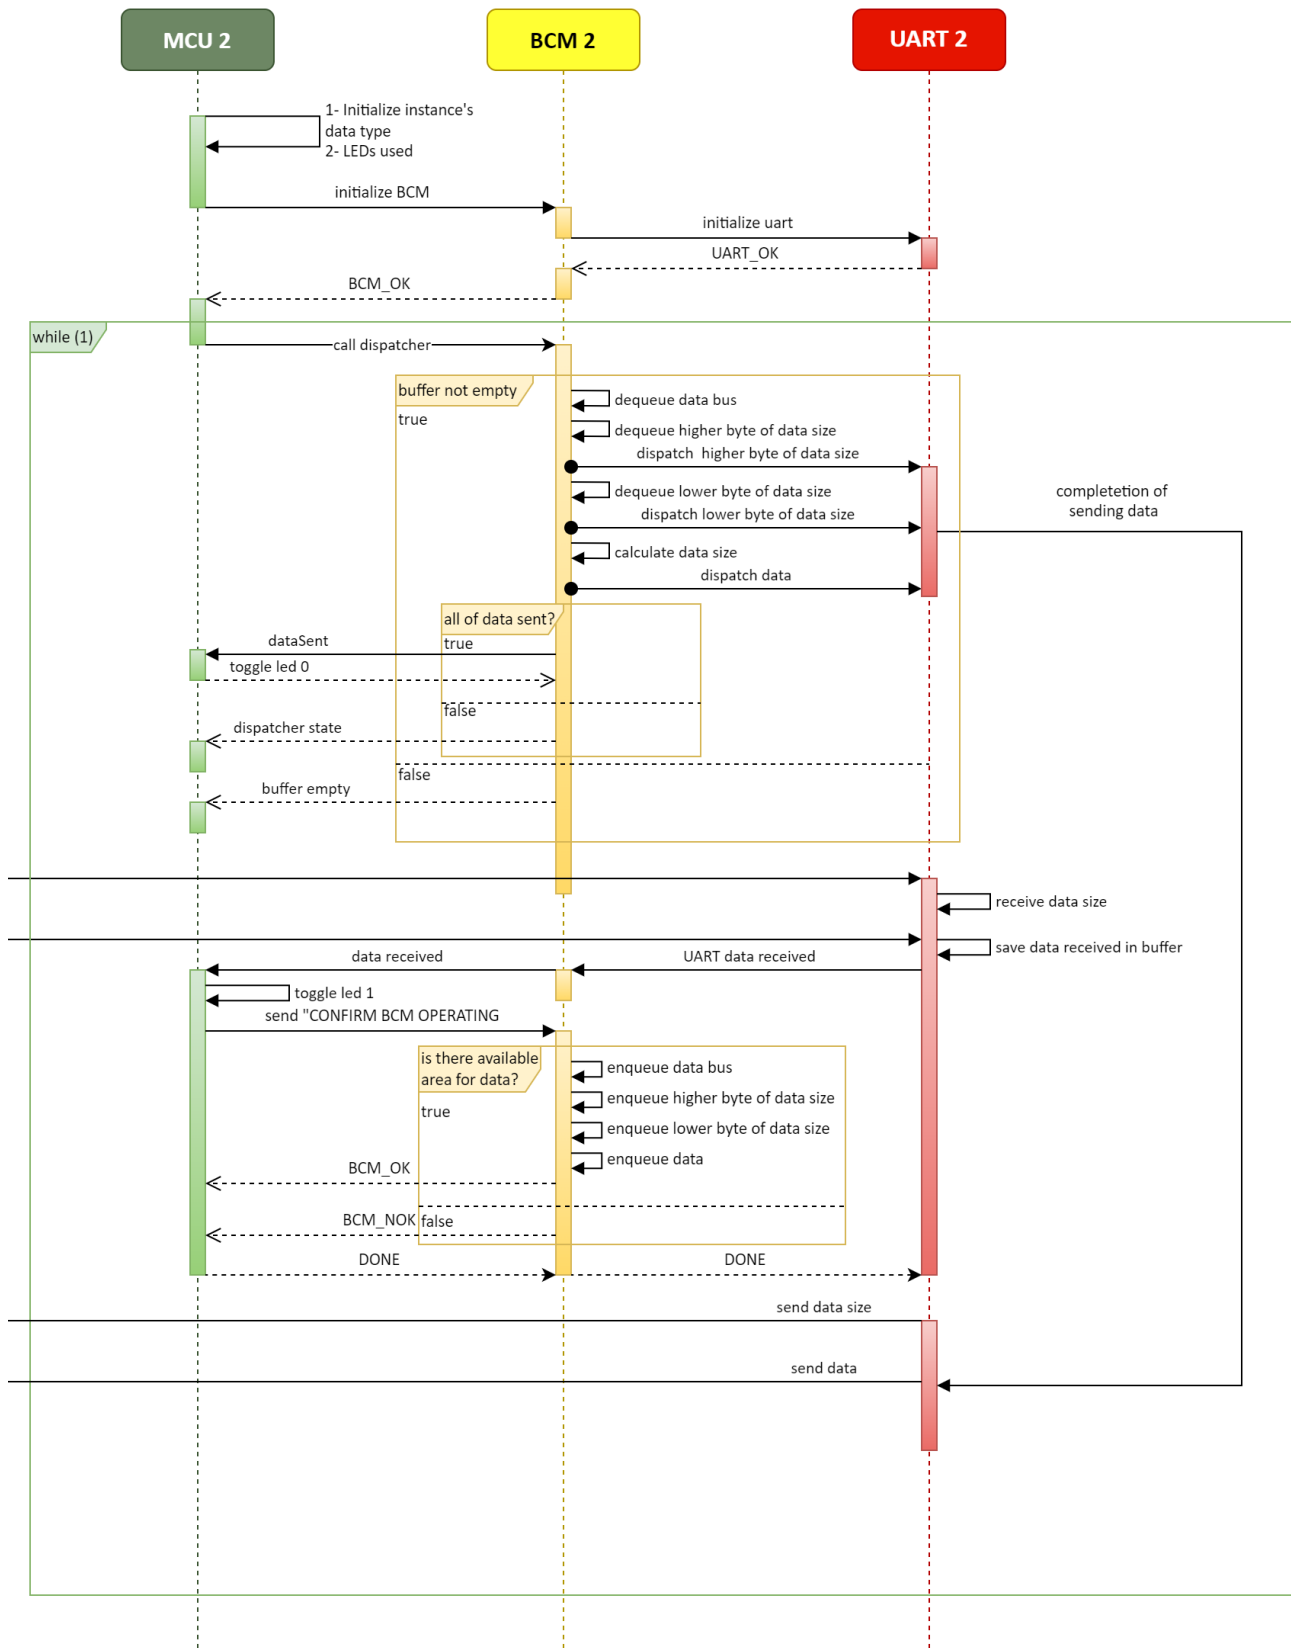 MCU 2
BCM 2
UART 2
1- Initialize instance's
data type
2- LEDs used
initialize BCM
initialize uart
UART_OK
BCM_OK
while (1)
call dispatcher
buffer not empty
true
dequeue data bus
dequeue higher byte of data size
dispatch  higher byte of data size
dequeue lower byte of data size
dispatch lower byte of data size
completetion of
sending data
calculate data size
dispatch data
all of data sent?
true
dataSent
toggle led 0
false
dispatcher state
false
buffer empty
receive data size
save data received in buffer
data received
UART data received
toggle led 1
send "CONFIRM BCM OPERATING
is there available
area for data?
true
enqueue data bus
enqueue higher byte of data size
enqueue lower byte of data size
enqueue data
BCM_OK
BCM_NOK
false
DONE
DONE
send data size
send data